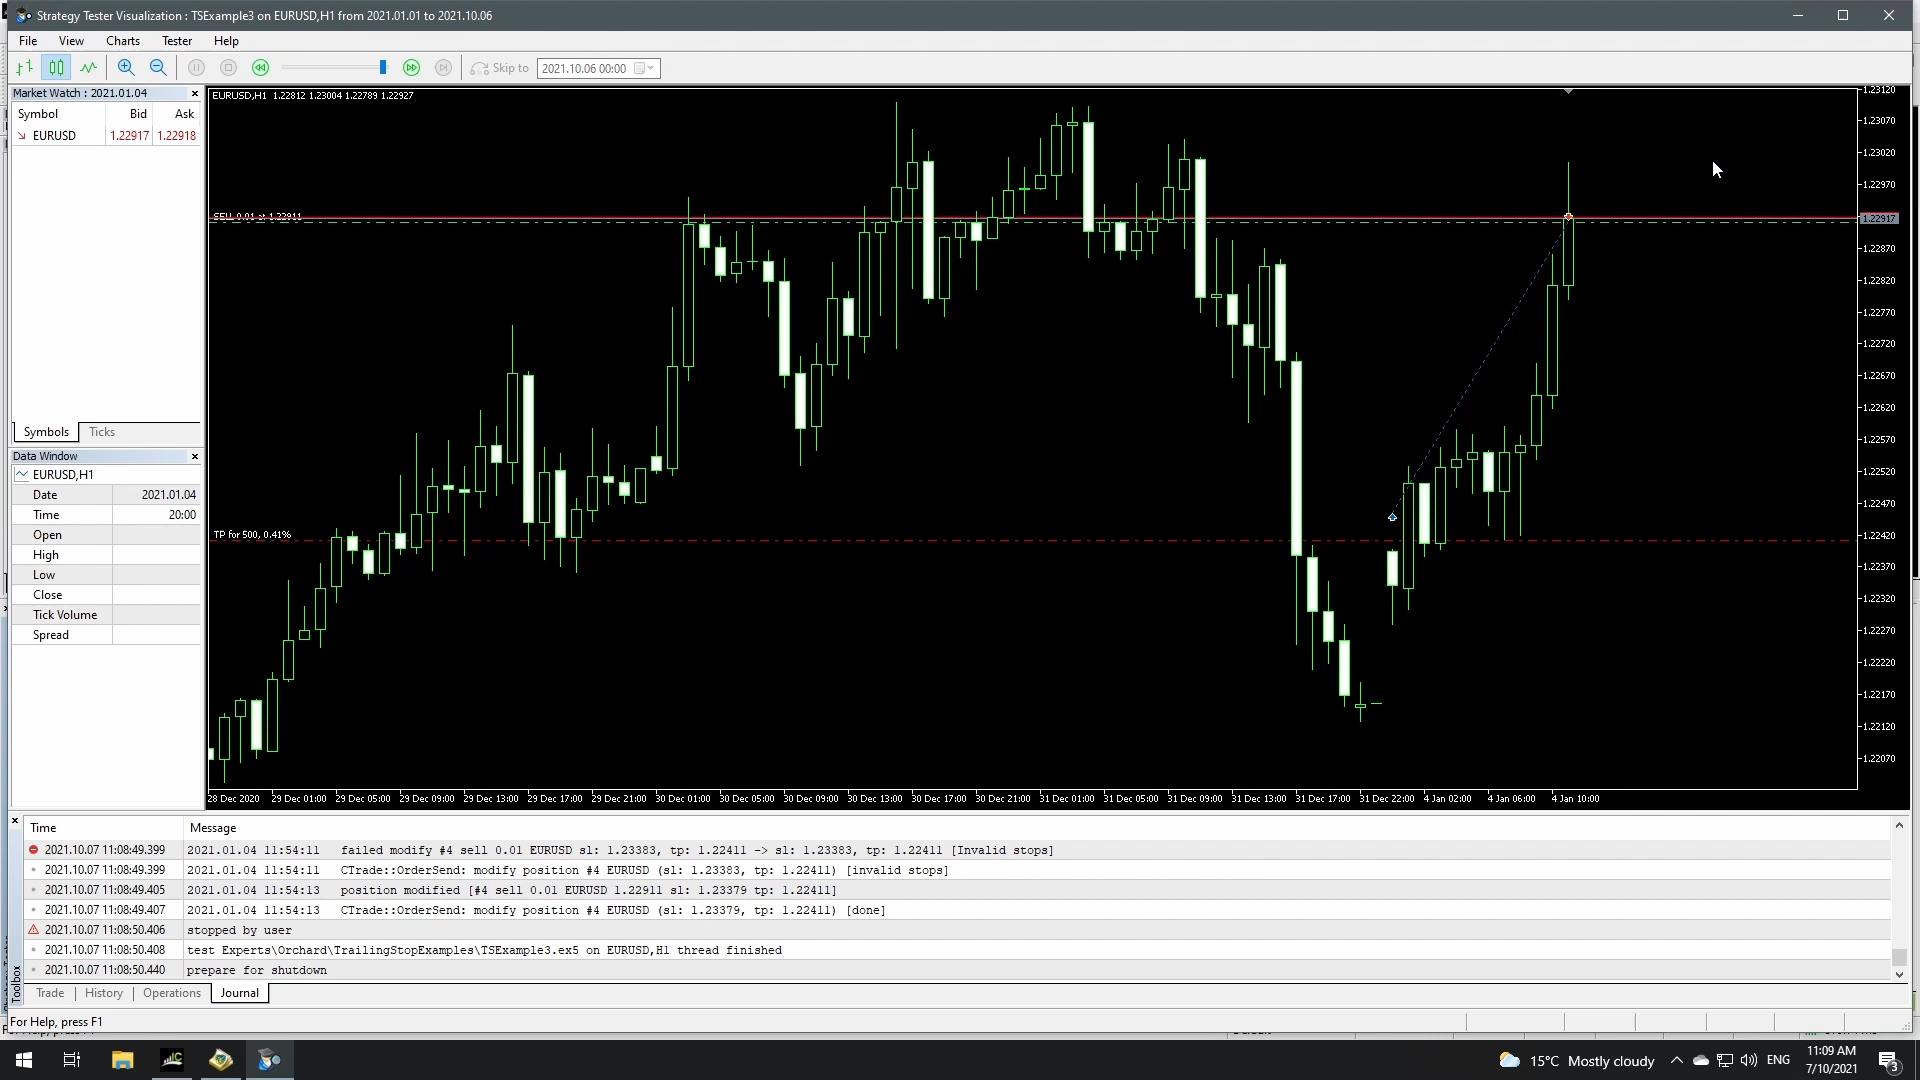 Strategy Tester Visualization : TSExample3 on EURUSD,H1 from 2021.01.01 to 2021.10.06
File View Charts Tester Help
Skip to 2021.10.06 00:00
Market Watch : 2021.01.04
Symbol Bid Ask
EURUSD 1.22917 1.22918
Symbols Ticks
Data Window
EURUSD,H1
Date 2021.01.04
Time 20:00
Open
High
Low
Close
Tick Volume
Spread
EURUSD,H1 1.22812 1.23004 1.22789 1.22927
SELL 0.01 at 1.22911
TP for 500, 0.41%
1.23120
1.23070
1.23020
1.22970
1.22917
1.22870
1.22820
1.22770
1.22720
1.22670
1.22620
1.22570
1.22520
1.22470
1.22420
1.22370
1.22320
1.22270
1.22220
1.22170
1.22120
1.22070
28 Dec 2020 29 Dec 01:00 29 Dec 05:00 29 Dec 09:00 29 Dec 13:00 29 Dec 17:00 29 Dec 21:00 30 Dec 01:00 30 Dec 05:00 30 Dec 09:00 30 Dec 13:00 30 Dec 17:00 30 Dec 21:00 31 Dec 01:00 31 Dec 05:00 31 Dec 09:00 31 Dec 13:00 31 Dec 17:00 31 Dec 22:00 4 Jan 02:00 4 Jan 06:00 4 Jan 10:00
Time Message
2021.10.07 11:08:49.399 2021.01.04 11:54:11 failed modify #4 sell 0.01 EURUSD sl: 1.23383, tp: 1.22411 -> sl: 1.23383, tp: 1.22411 [Invalid stops]
2021.10.07 11:08:49.399 2021.01.04 11:54:11 CTrade::OrderSend: modify position #4 EURUSD (sl: 1.23383, tp: 1.22411) [invalid stops]
2021.10.07 11:08:49.405 2021.01.04 11:54:13 position modified [#4 sell 0.01 EURUSD 1.22911 sl: 1.23379 tp: 1.22411]
2021.10.07 11:08:49.407 2021.01.04 11:54:13 CTrade::OrderSend: modify position #4 EURUSD (sl: 1.23379, tp: 1.22411) [done]
2021.10.07 11:08:50.406 stopped by user
2021.10.07 11:08:50.408 test Experts\Orchard\TrailingStopExamples\TSExample3.ex5 on EURUSD,H1 thread finished
2021.10.07 11:08:50.440 prepare for shutdown
Toolbox
Trade History Operations Journal
For Help, press F1
15°C Mostly cloudy ENG 11:09 AM
7/10/2021
3